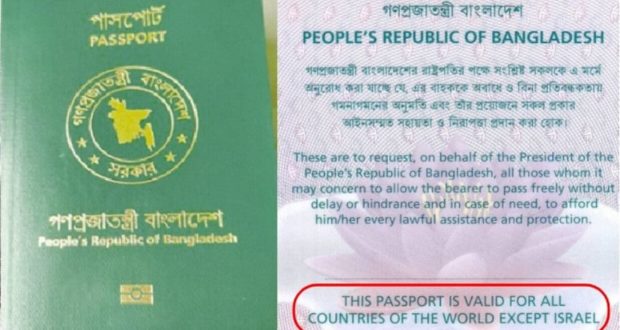 পাসপোর্ট
PASSPORT
গণপ্রজাতন্ত্রী বাংলাদেশ
সরকার
গণপ্রজাতন্ত্রী বাংলাদেশ
People's Republic of Bangladesh
গণপ্রজাতন্ত্রী বাংলাদেশ
PEOPLE'S REPUBLIC OF BANGLADESH
গণপ্রজাতন্ত্রী বাংলাদেশের রাষ্ট্রপতির পক্ষে সংশ্লিষ্ট সকলকে এ মর্মে
অনুরোধ করা যাচ্ছে যে, এর বাহককে অবাধে ও বিনা প্রতিবন্ধকতায়
গমনাগমনের অনুমতি এবং তাঁর প্রয়োজনে সকল প্রকার
আইনসম্মত সহায়তা ও নিরাপত্তা প্রদান করা হোক।
These are to request, on behalf of the President of the
People's Republic of Bangladesh, all those whom it
may concern to allow the bearer to pass freely without
delay or hindrance and in case of need, to afford
him/her every lawful assistance and protection.
THIS PASSPORT IS VALID FOR ALL
COUNTRIES OF THE WORLD EXCEPT ISRAEL